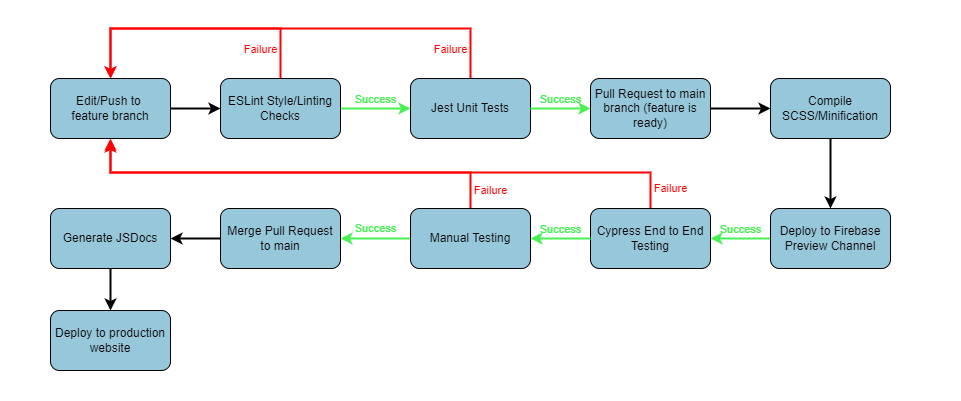 Failure
Failure
Edit/Push to
feature branch
ESLint Style/Linting
Checks
Success
Jest Unit Tests
Success
Pull Request to main
branch (feature is
ready)
Compile
SCSS/Minification
Failure
Failure
Generate JSDocs
Merge Pull Request
to main
Success
Manual Testing
Success
Cypress End to End
Testing
Success
Deploy to Firebase
Preview Channel
Deploy to production
website